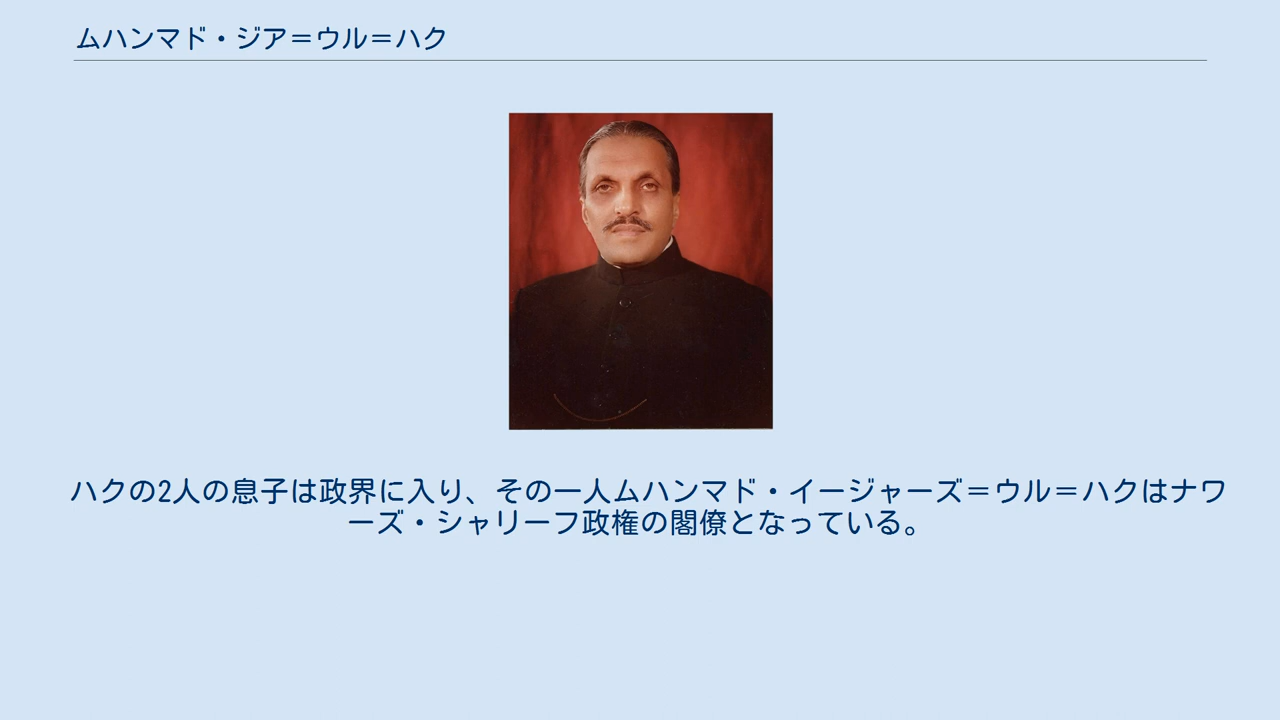 ムハンマド・ジア＝ウル＝ハク
ハクの2人の息子は政界に入り、その一人ムハンマド・イージャーズ＝ウル＝ハクはナワ
ーズ・シャリーフ政権の閣僚となっている。